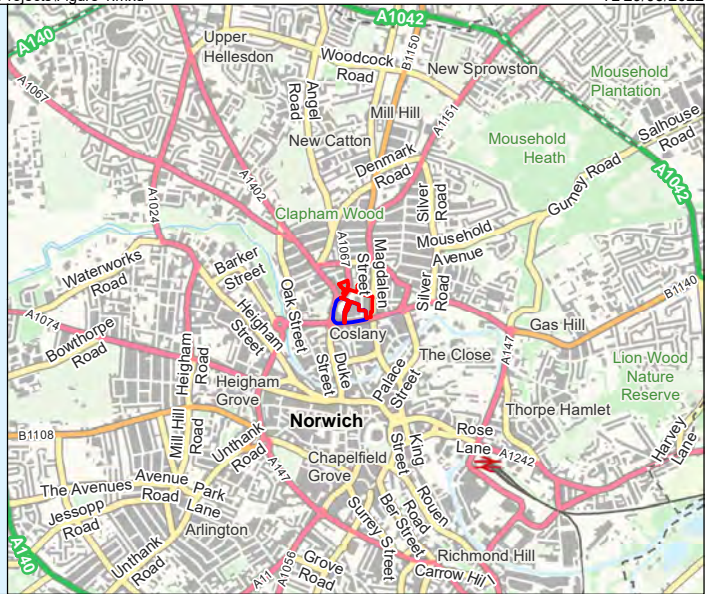 A1042
A140
Upper
Hellesdon
Woodcock
Road
B1150
New Sprowston
Mousehold
Plantation
A1067
Angel
Road
Mill Hill
A1151
Salhouse
Road
New Catton
Mousehold
Heath
Denmark
Road
A1402
Gurney Road
A1042
A1024
Clapham Wood
Silver
Road
Mousehold
Avenue
A1067
Magdalen
Street
Waterworks
Road
Barker
Street
Oak Street
Silver
Road
B1140
A1074
Bowthorpe
Road
Heigham
Street
Coslany
Gas Hill
A147
The Close
Lion Wood
Nature
Reserve
Heigham
Road
Duke
Street
Palace
Street
Heigham
Grove
Thorpe Hamlet
Norwich
B1108
Mill Hill
Road
Unthank
Road
King
Street
Rose
Lane
A1242
Harvey
Lane
A147
Chapelfield
Grove
The Avenues
Avenue
Road
Park
Lane
Rouen
Road
Ber Street
Jessopp
Road
Arlington
Surrey Street
A140
Unthank
Road
A11
A1056
Grove
Road
Richmond Hill
Carrow Hill